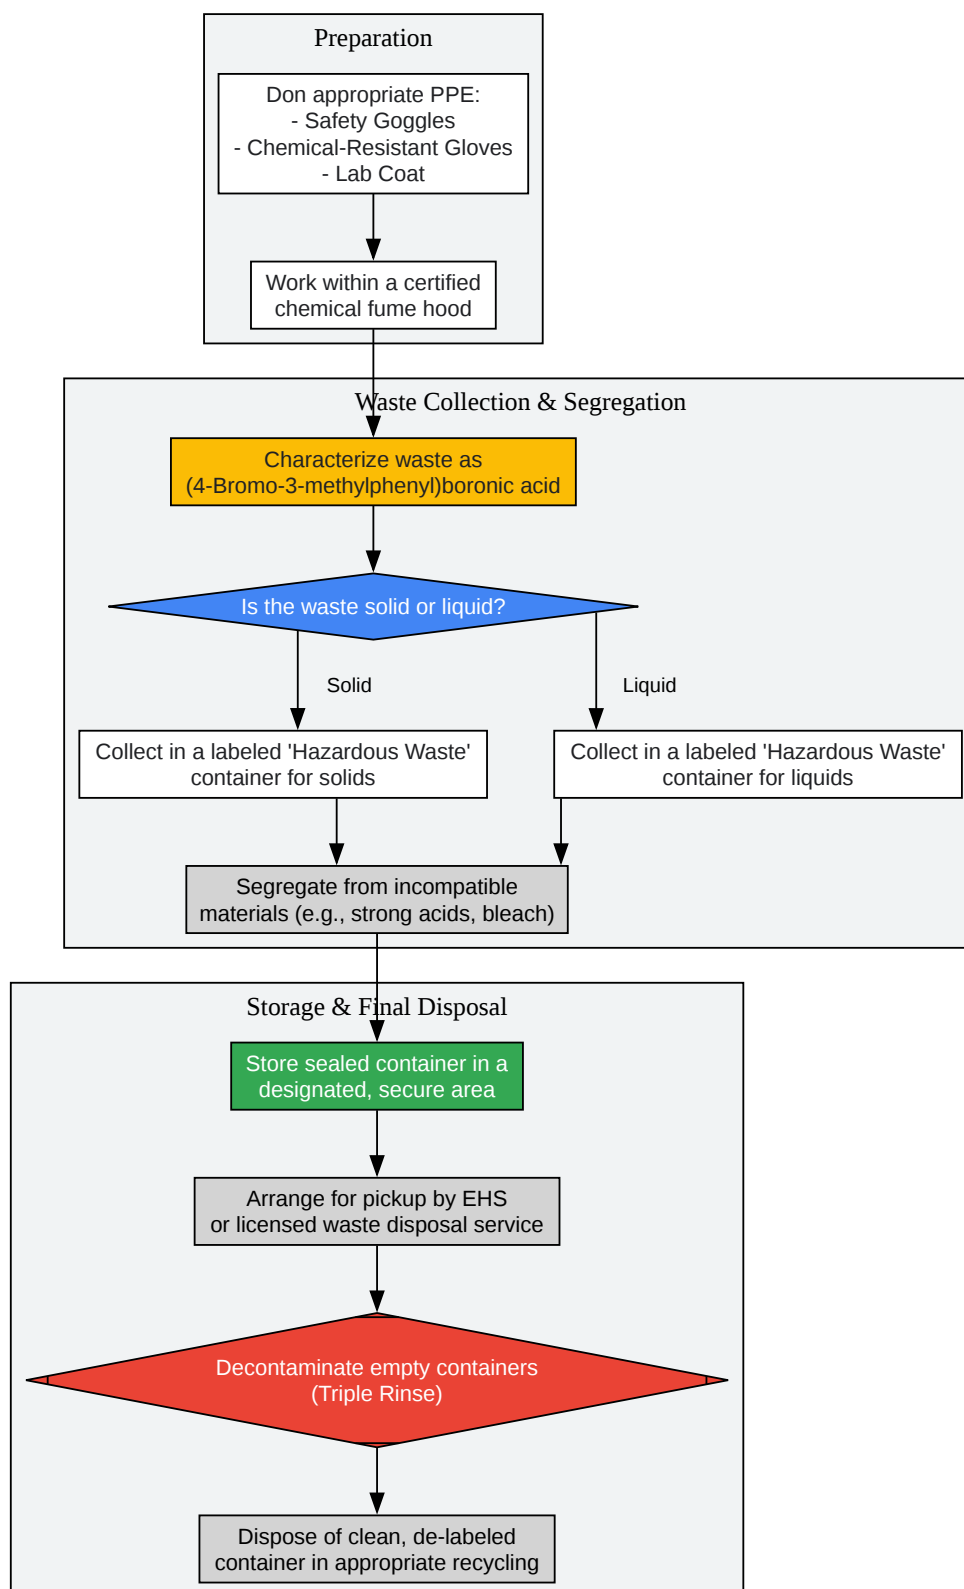 Preparation
Don appropriate PPE:
- Safety Goggles
- Chemical-Resistant Gloves
- Lab Coat
Work within a certified
chemical fume hood
Waste Collection & Segregation
Characterize waste as
(4-Bromo-3-methylphenyl)boronic acid
Is the waste solid or liquid?
Solid
Liquid
Collect in a labeled 'Hazardous Waste'
container for solids
Collect in a labeled 'Hazardous Waste'
container for liquids
Segregate from incompatible
materials (e.g., strong acids, bleach)
Storage & Final Disposal
Store sealed container in a
designated, secure area
Arrange for pickup by EHS
or licensed waste disposal service
Decontaminate empty containers
(Triple Rinse)
Dispose of clean, de-labeled
container in appropriate recycling